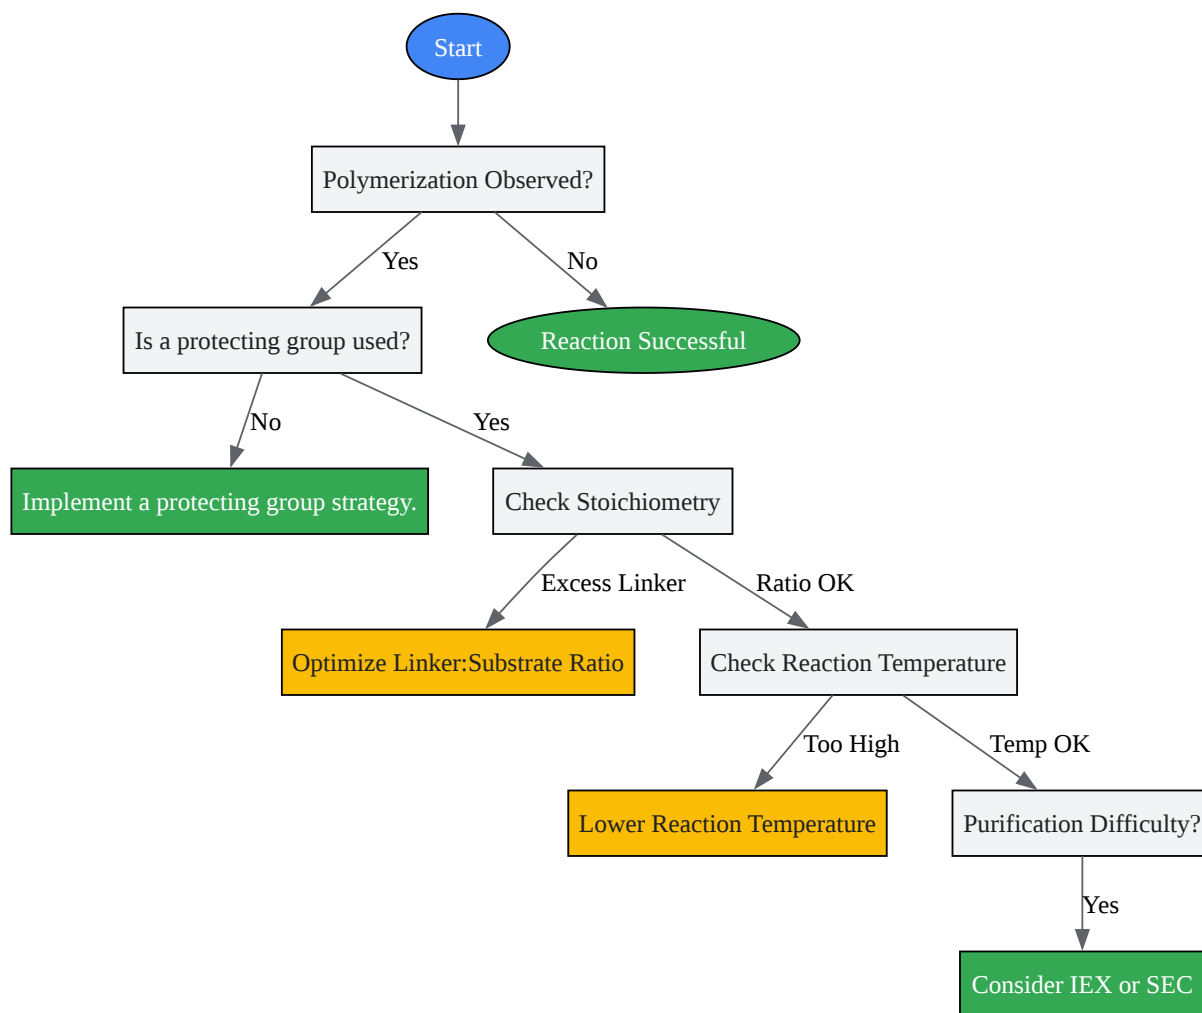 Start
Polymerization Observed?
Yes
No
Is a protecting group used?
Reaction Successful
No
Yes
Implement a protecting group strategy.
Check Stoichiometry
Excess Linker
Ratio OK
Optimize Linker:Substrate Ratio
Check Reaction Temperature
Too High
Temp OK
Lower Reaction Temperature
Purification Difficulty?
Yes
Consider IEX or SEC